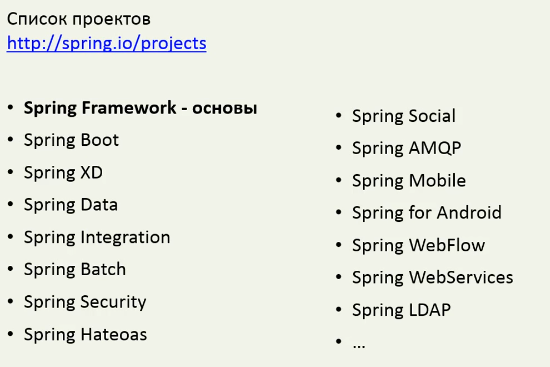 Список проектов
http://spring.io/projects
• Spring Framework - основы
• Spring Boot
• Spring XD
• Spring Data
• Spring Integration
• Spring Batch
• Spring Security
• Spring Hateoas
• Spring Social
• Spring AMQP
• Spring Mobile
• Spring for Android
• Spring WebFlow
• Spring WebServices
• Spring LDAP
• ...